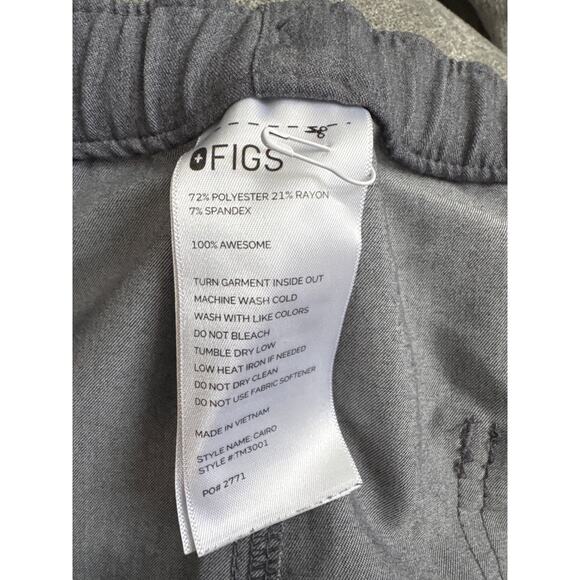 FIGS
72% POLYESTER 21% RAYON
7% SPANDEX
100% AWESOME
TURN GARMENT INSIDE OUT
MACHINE WASH COLD
WASH WITH LIKE COLORS
DO NOT BLEACH
TUMBLE DRY LOW
LOW HEAT IRON IF NEEDED
DO NOT DRY CLEAN
DO NOT USE FABRIC SOFTENER
MADE IN VIETNAM
STYLE NAME: CAIRO
STYLE #:TM3001
PO# 2771